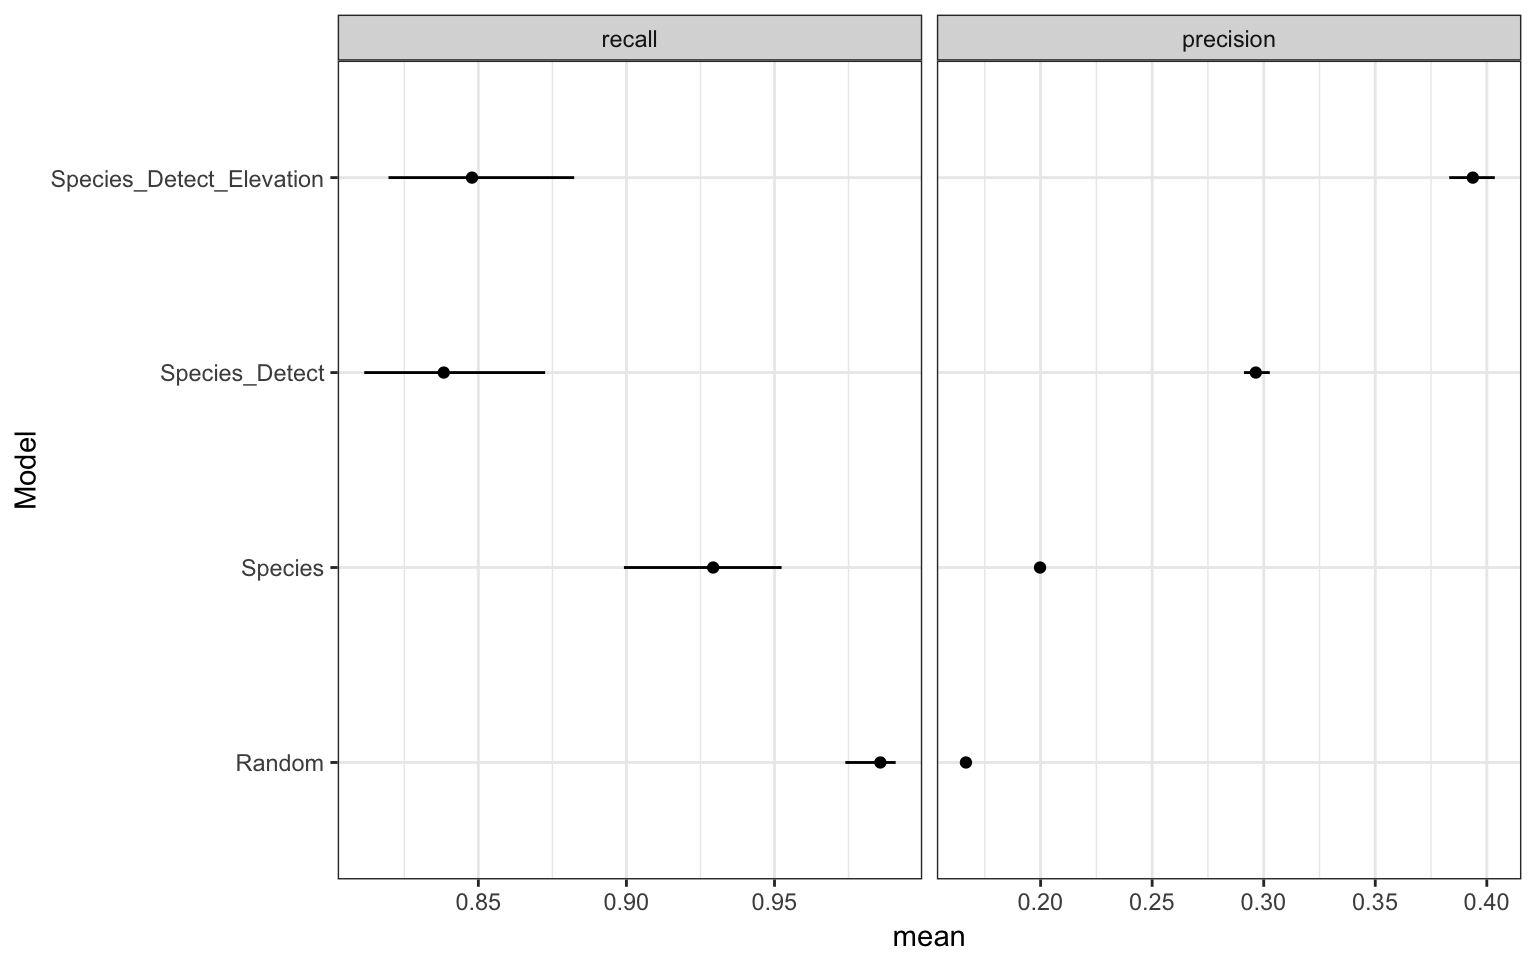 recall
precision
Species_Detect_Elevation
Species_Detect
Species
Random
Model
0.85 0.90 0.95
0.20 0.25 0.30 0.35 0.40
mean